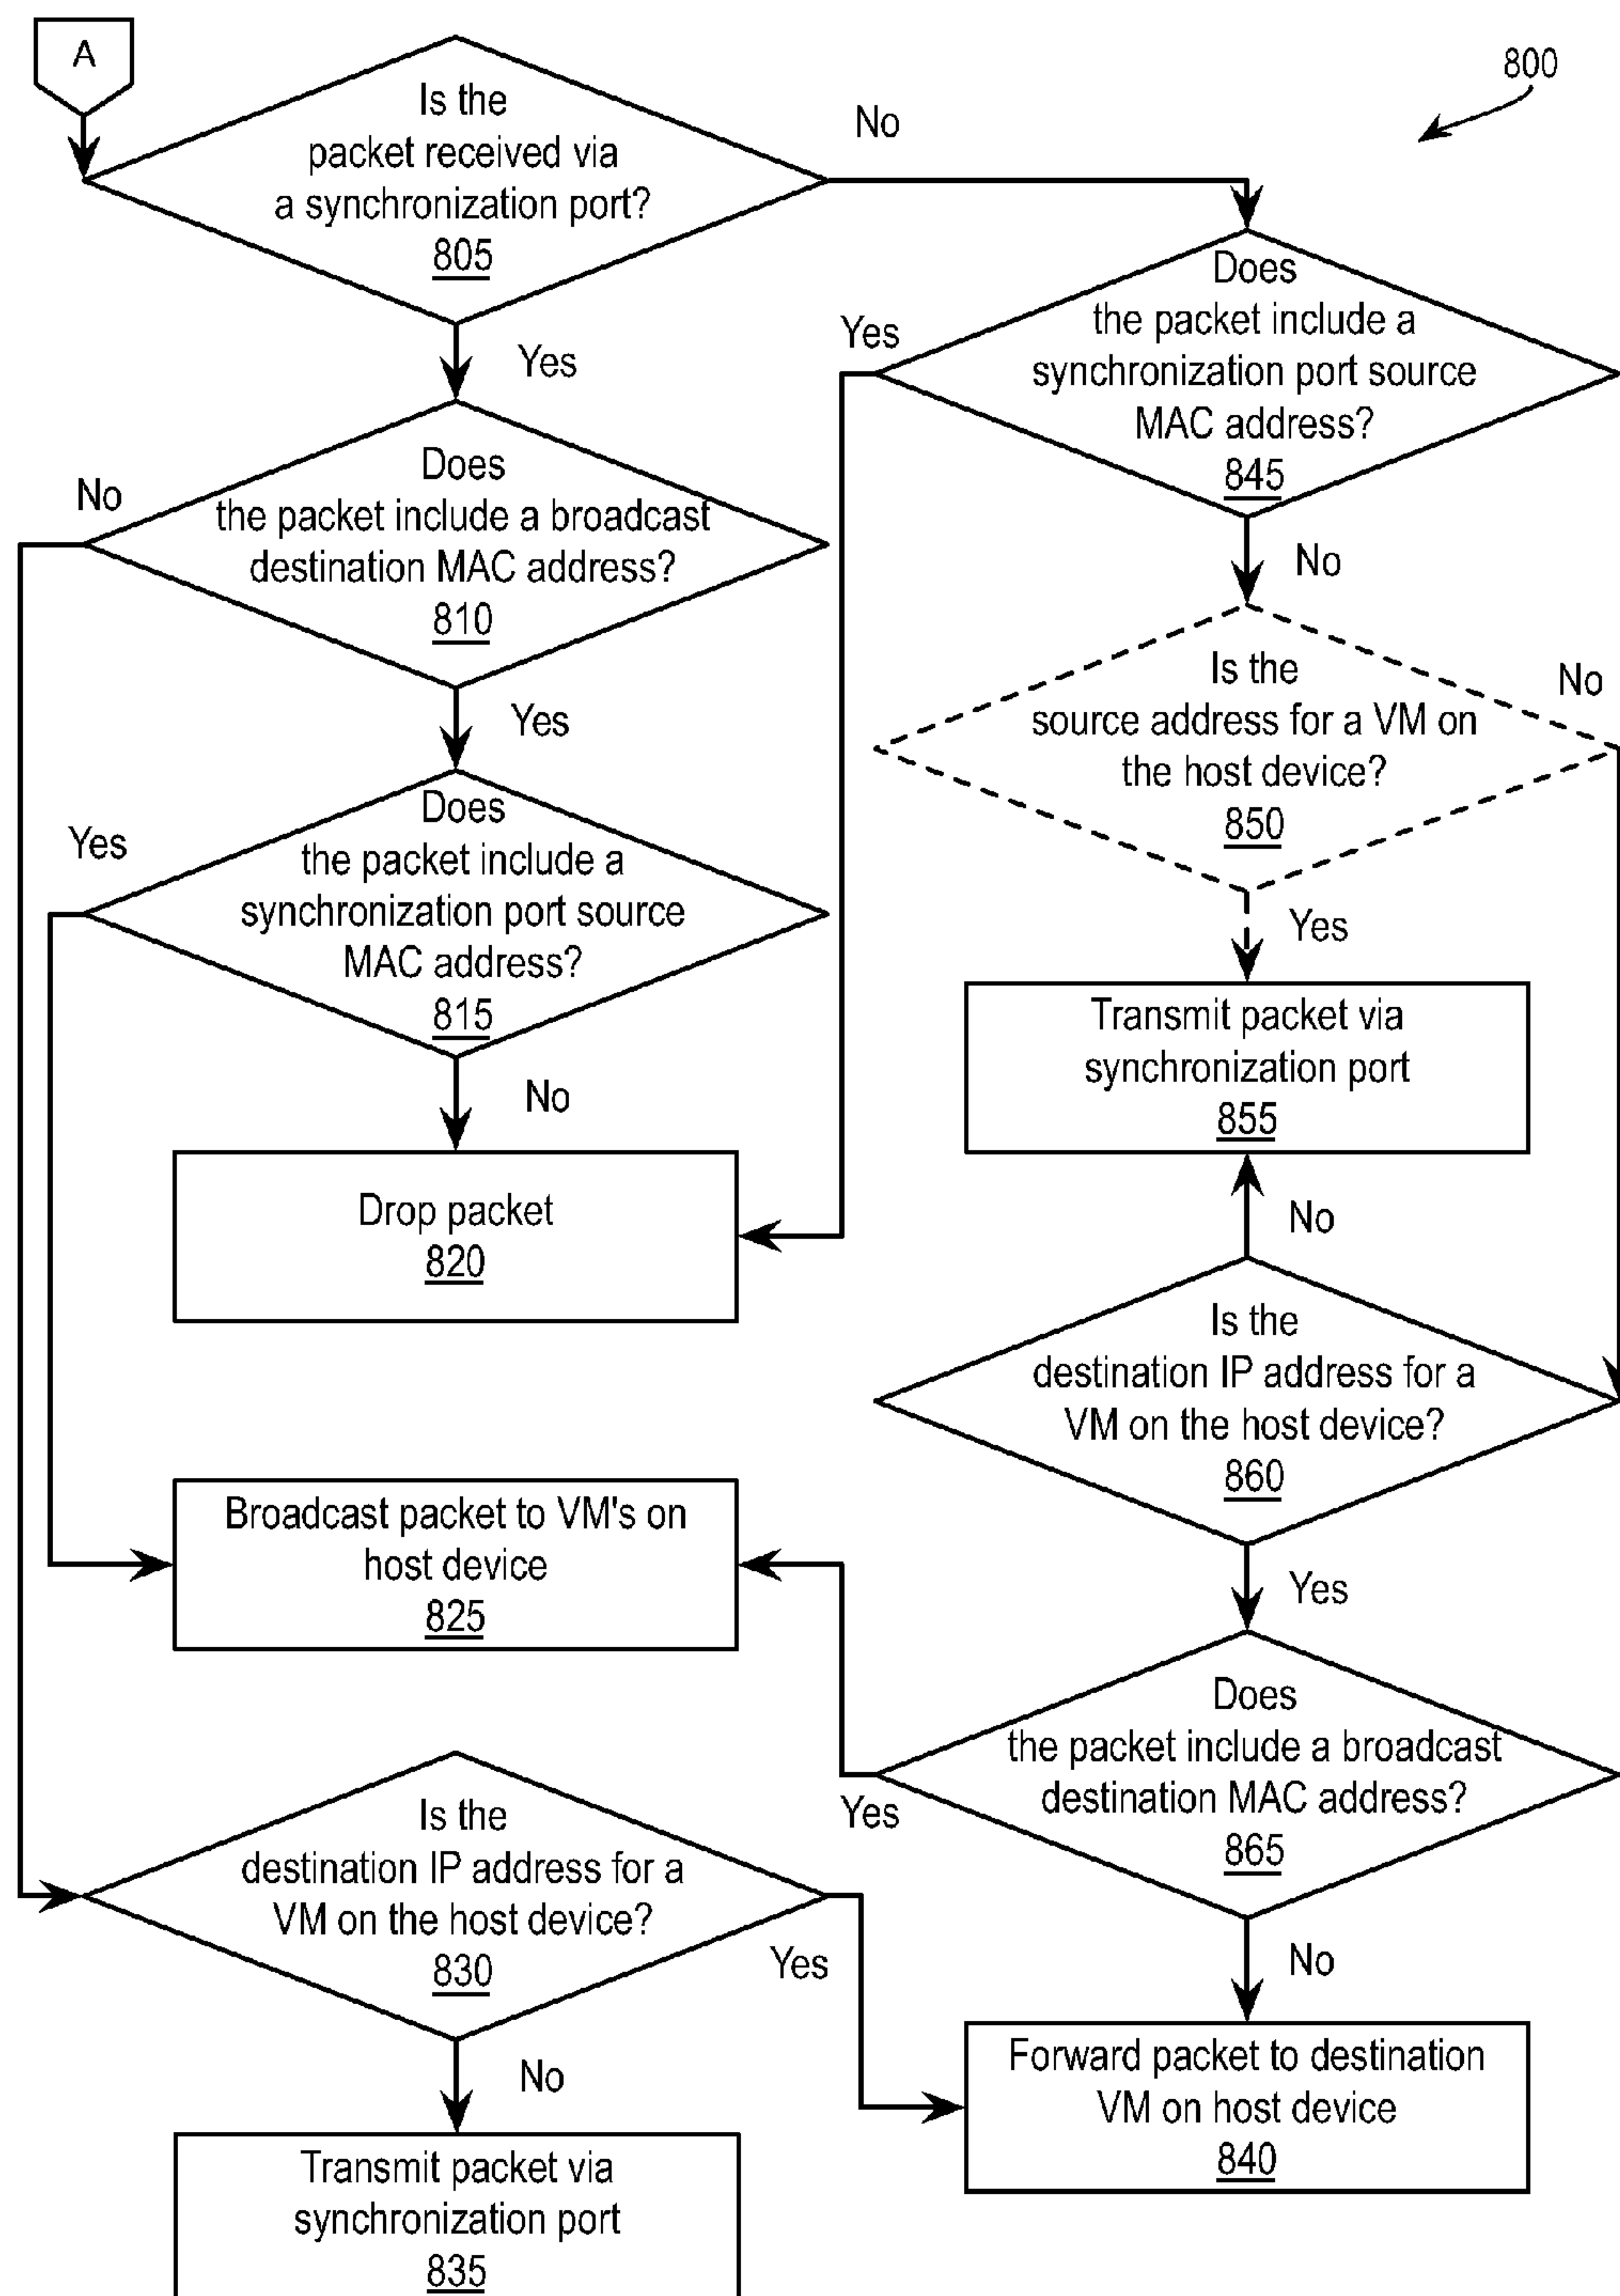 A
800
Is the
packet received via
a synchronization port?
805
No
Yes
Does
the packet include a
synchronization port source
MAC address?
845
Yes
No
Does
the packet include a broadcast
destination MAC address?
810
No
Yes
Is the
source address for a VM on
the host device?
850
No
Yes
Does
the packet include a
synchronization port source
MAC address?
815
Yes
No
Transmit packet via
synchronization port
855
Drop packet
820
No
Is the
destination IP address for a
VM on the host device?
860
Yes
Broadcast packet to VM's on
host device
825
Does
the packet include a broadcast
destination MAC address?
865
Yes
No
Is the
destination IP address for a
VM on the host device?
830
Yes
No
Forward packet to destination
VM on host device
840
Transmit packet via
synchronization port
835